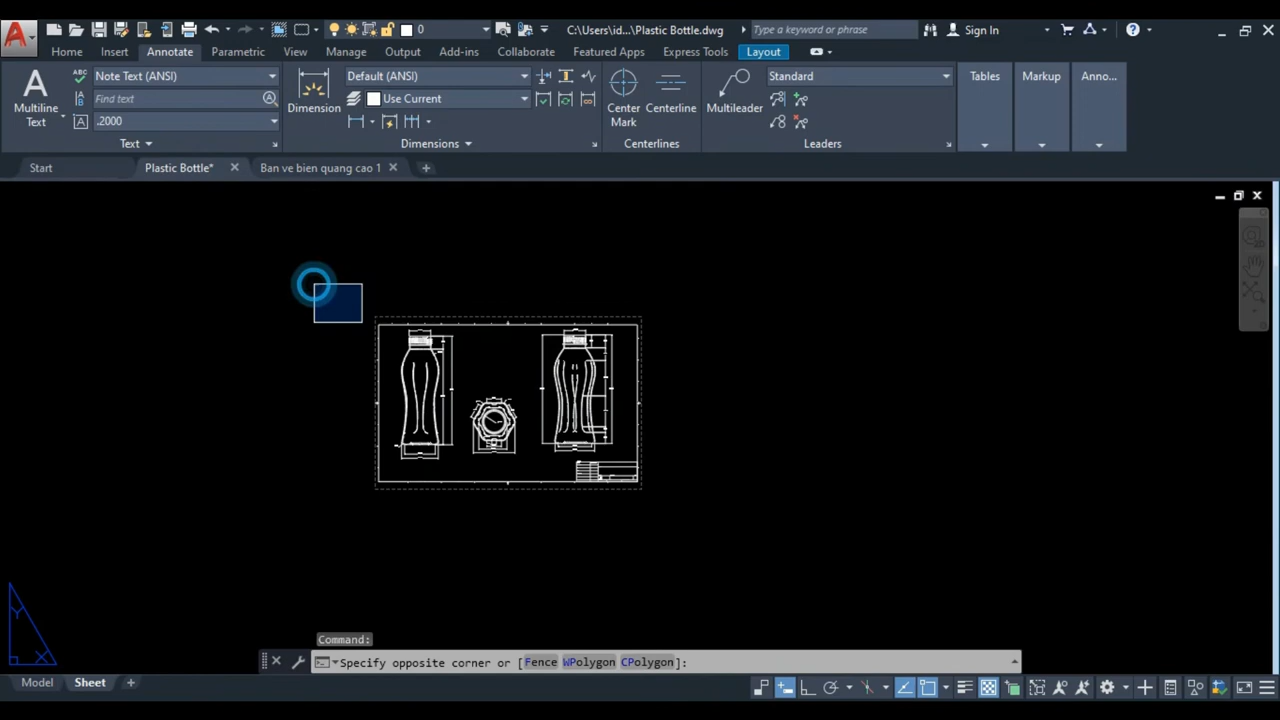 0
C:\Users\id...\Plastic Bottle.dwg
Type a keyword or phrase
Sign In
Home
Insert
Annotate
Parametric
View
Manage
Output
Add-ins
Collaborate
Featured Apps
Express Tools
Layout
A
ABC
Note Text (ANSI)
Multiline
Text
Find text
.2000
Text
Dimension
Default (ANSI)
Use Current
Dimensions
Center
Mark
Centerline
Centerlines
Multileader
Standard
Leaders
Tables
Markup
Anno...
Start
Plastic Bottle*
Ban ve bien quang cao 1
Y
X
Command:
Specify opposite corner or [Fence WPolygon CPolygon]:
Model
Sheet